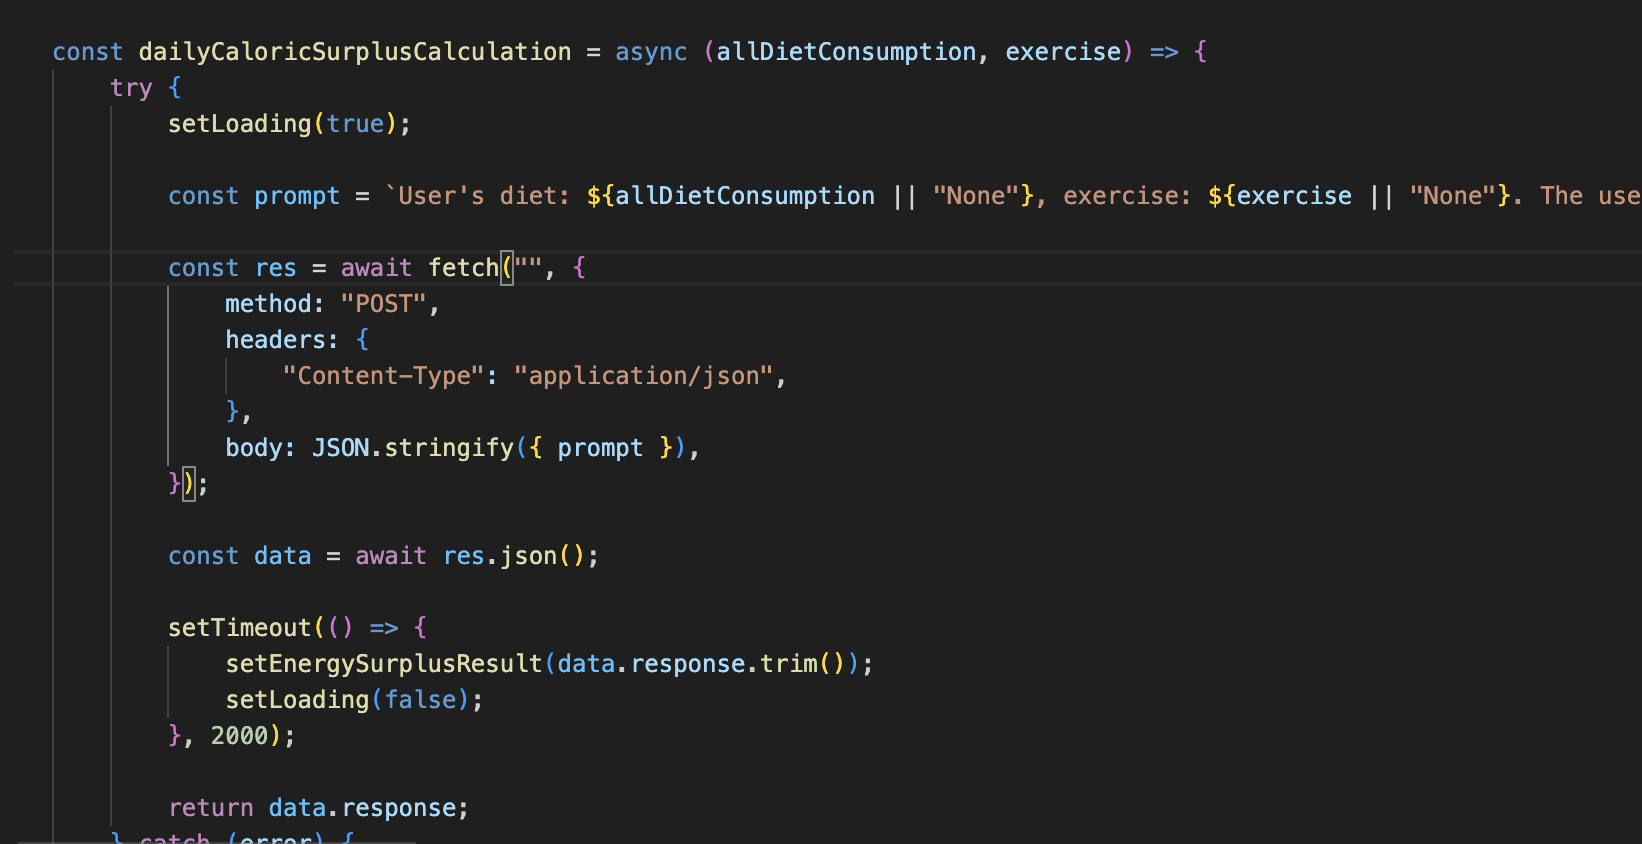 const dailyCaloricSurplusCalculation = async (allDietConsumption, exercise) => {
try {
setLoading(true);
const prompt = `User's diet: ${allDietConsumption || "None"}, exercise: ${exercise || "None"}. The use
const res = await fetch("", {
method: "POST",
headers: {
"Content-Type": "application/json",
},
body: JSON.stringify({ prompt }),
});
const data = await res.json();
setTimeout(() => {
setEnergySurplusResult(data.response.trim());
setLoading(false);
}, 2000);
return data.response;
} catch (error) {